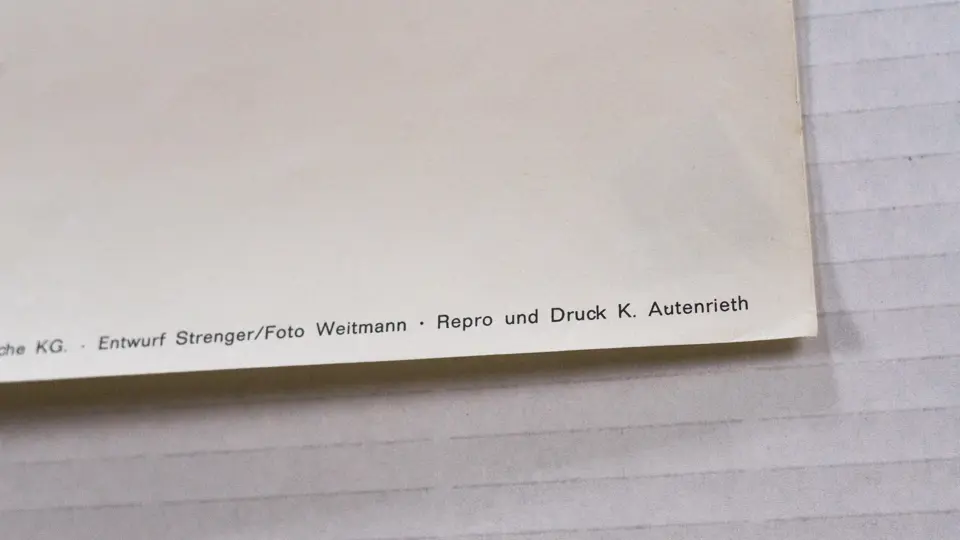 che KG. · Entwurf Strenger/Foto Weitmann · Repro und Druck K. Autenrieth